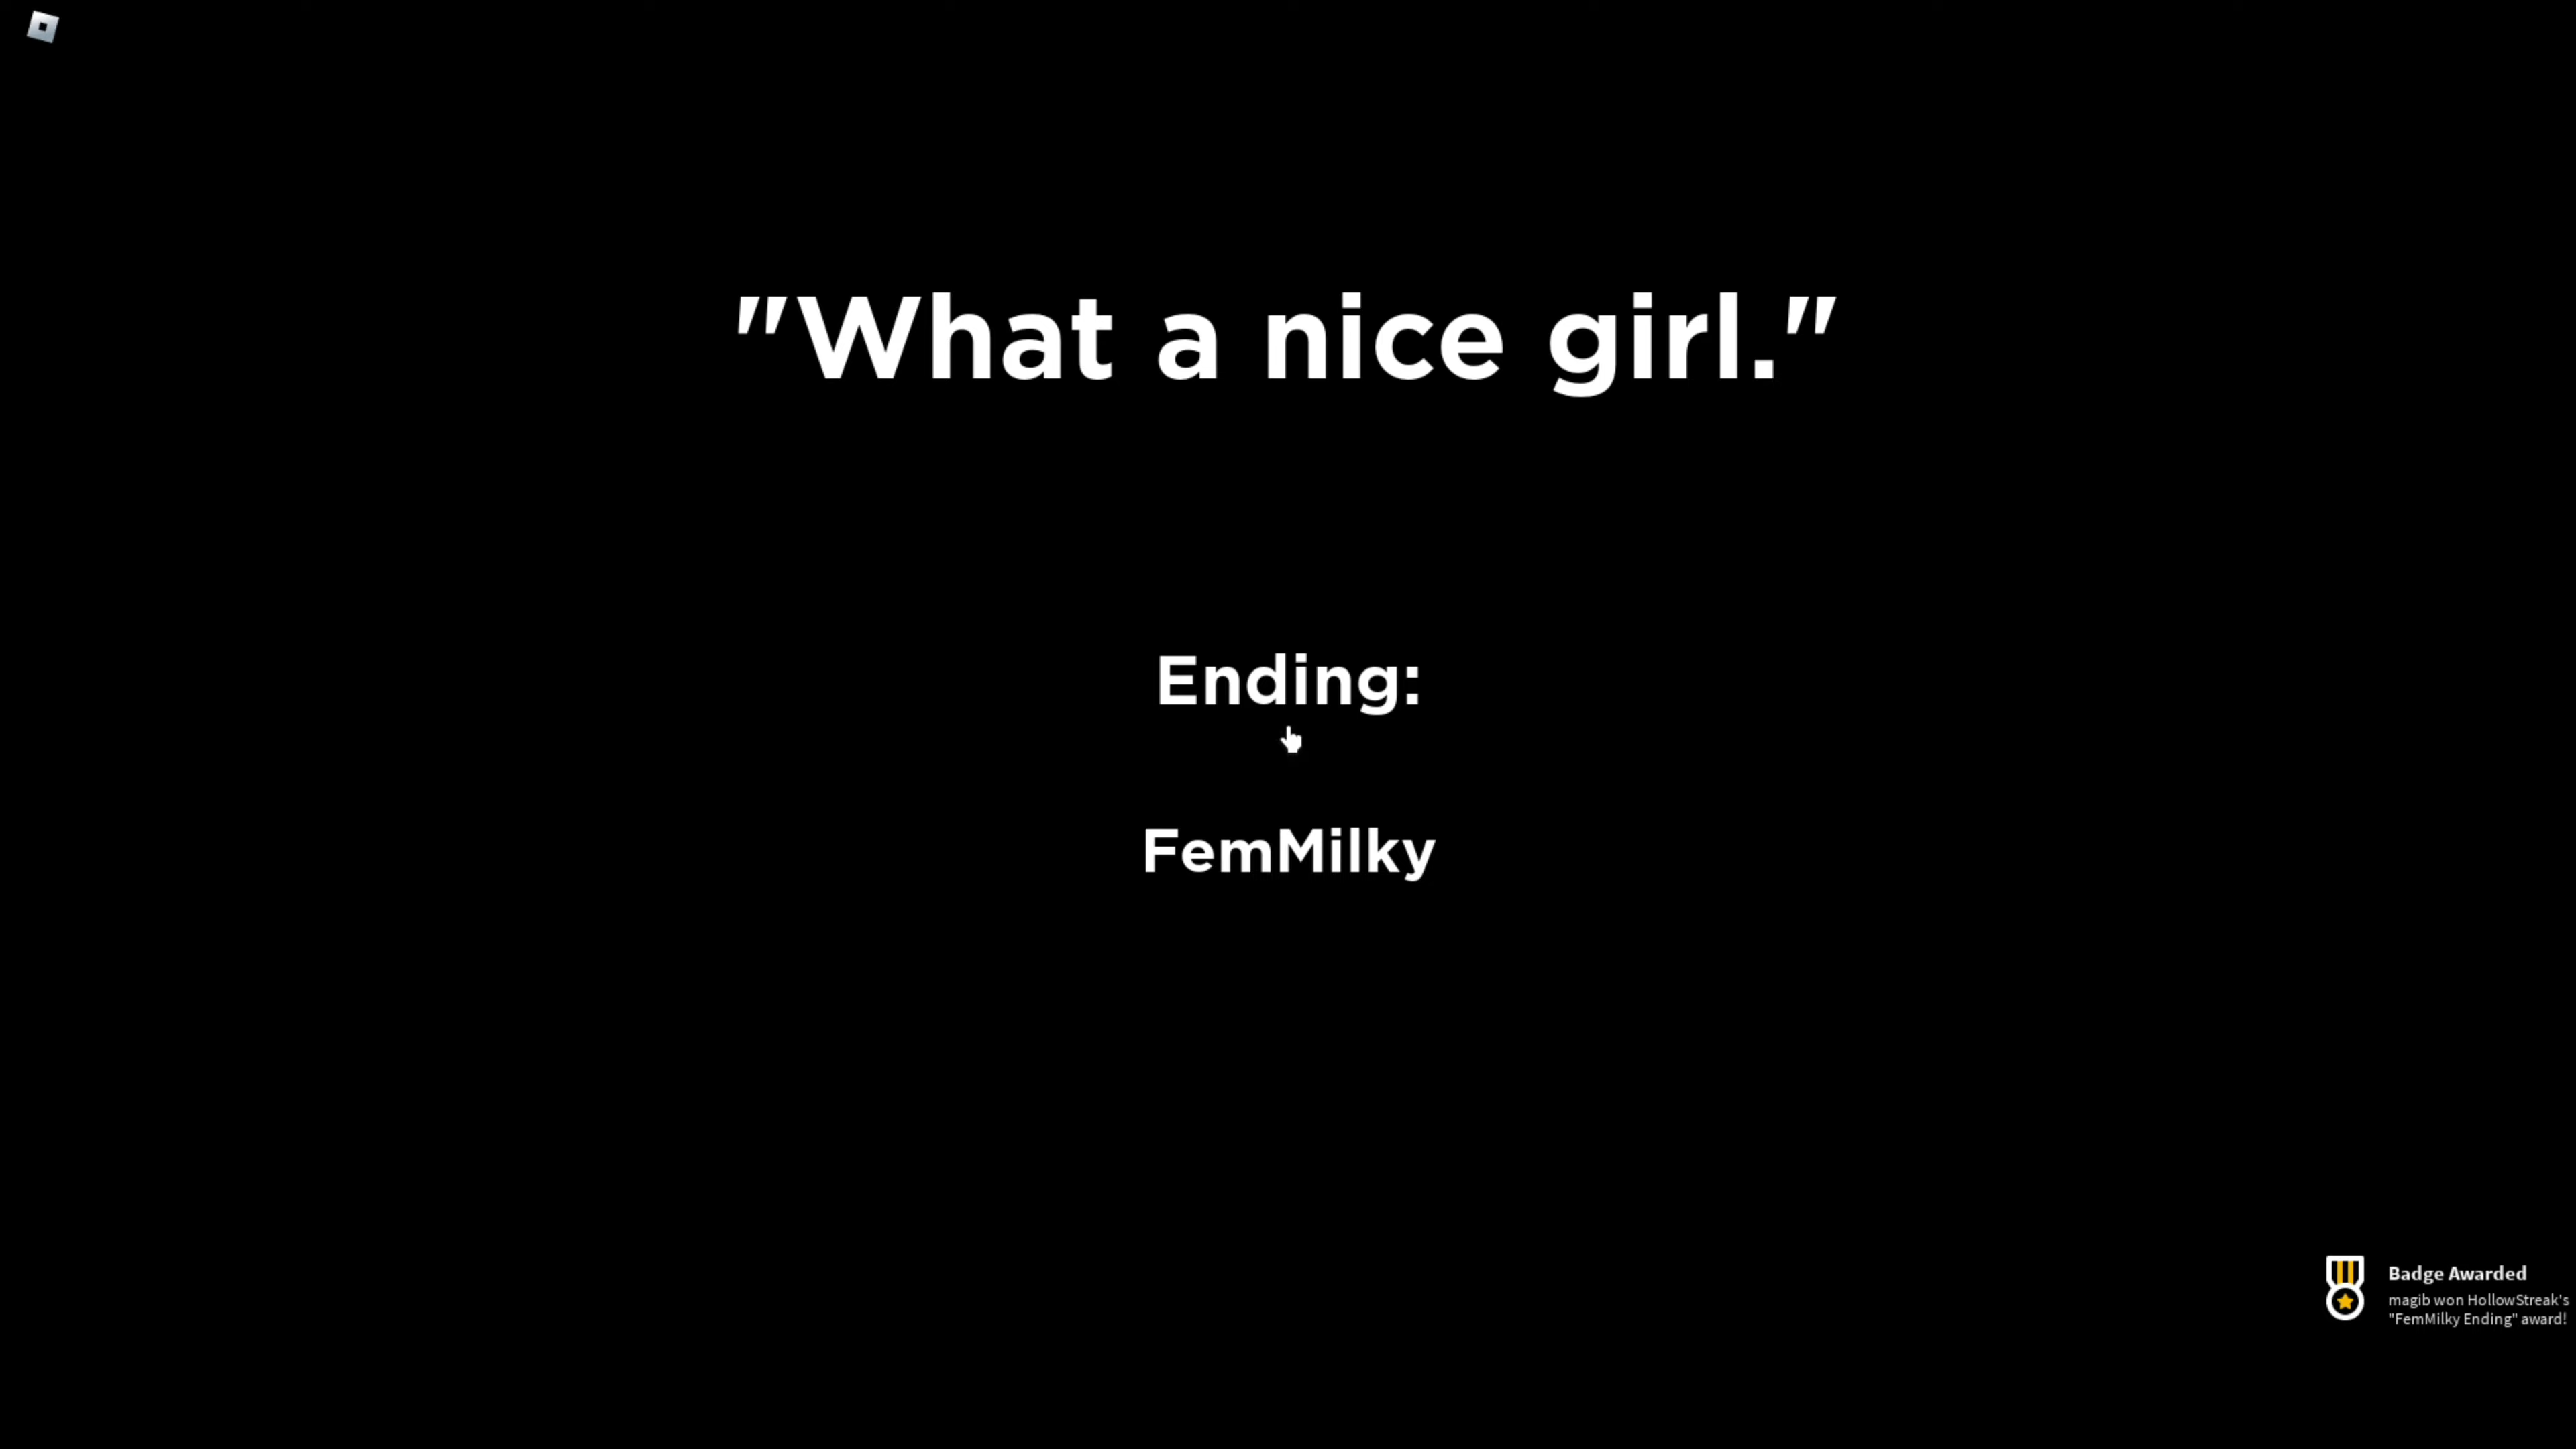 "What a nice girl."
Ending:
FemMilky
Badge Awarded
magib won HollowStreak's
"FemMilky Ending" award!